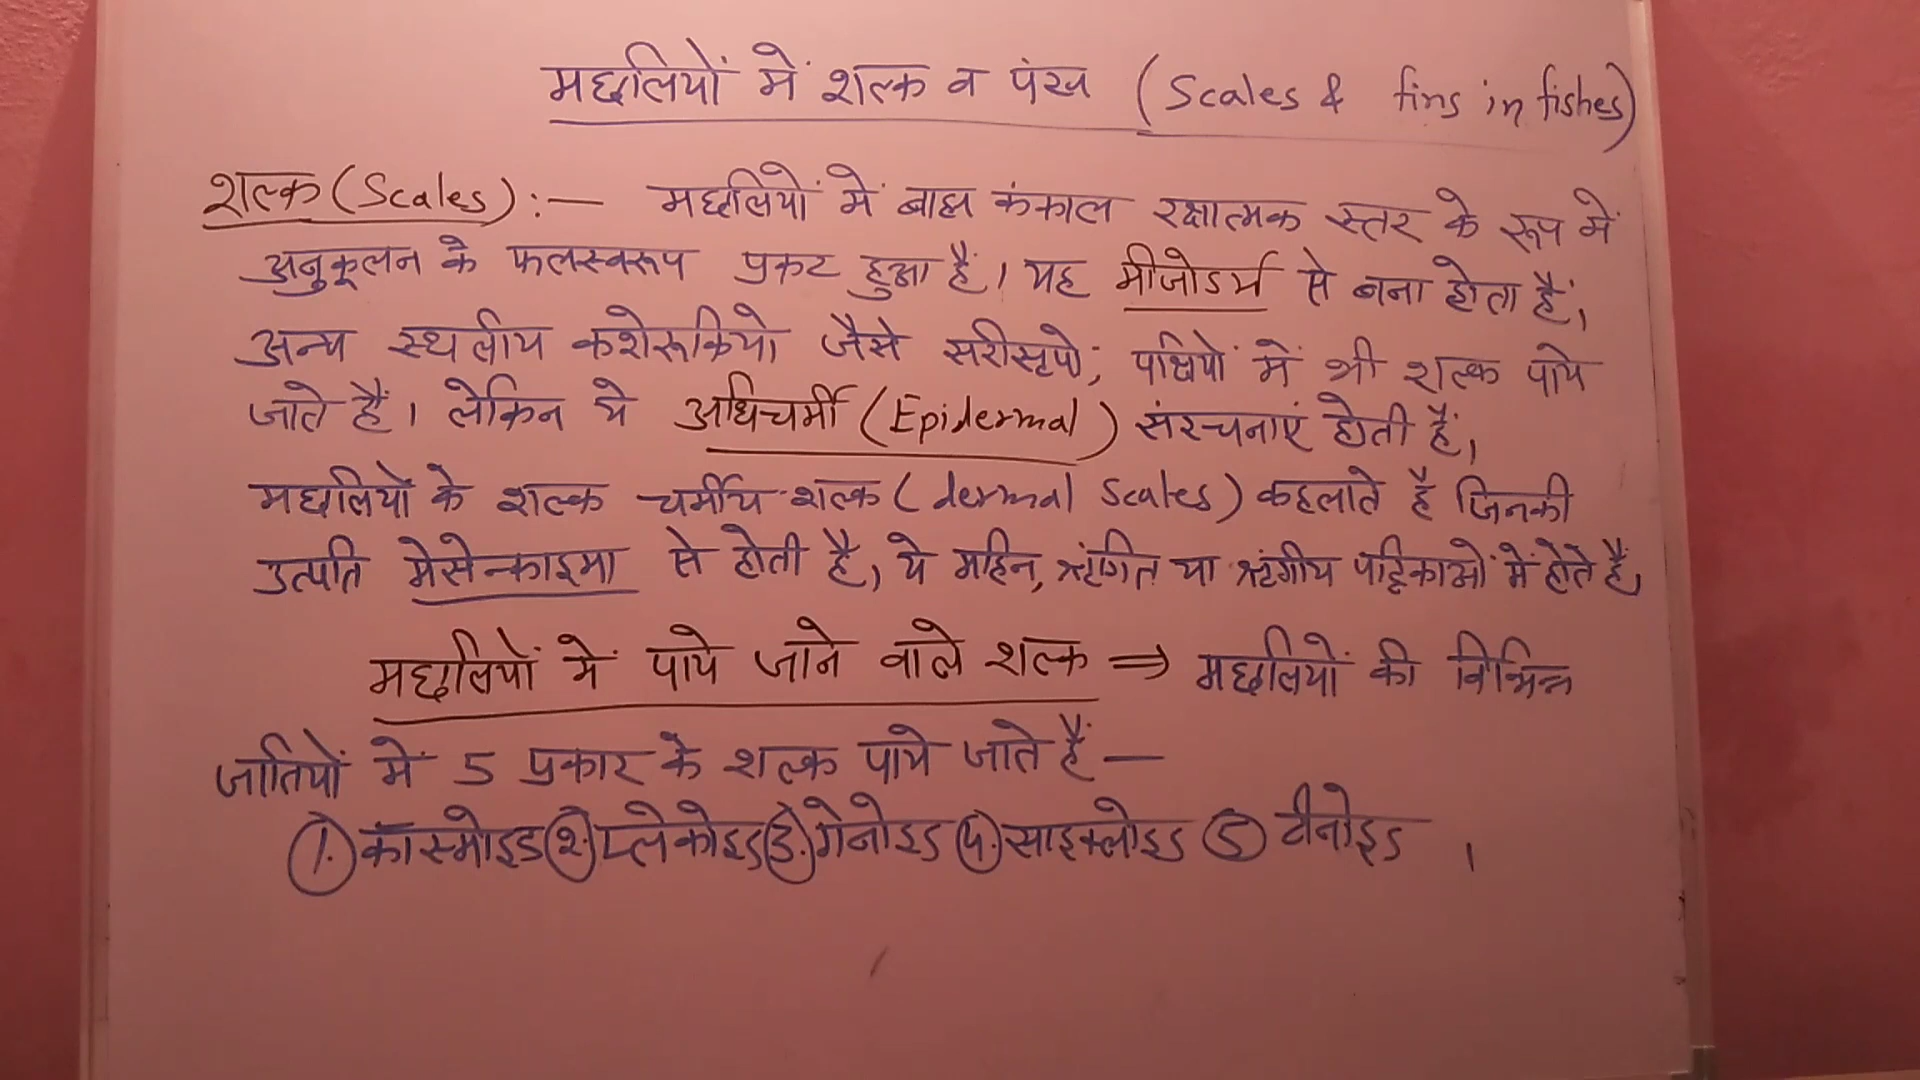 मछलियों में शल्क व पंख (Scales & fins in fishes)
शल्क (Scales) :— मछलियों में बाह्य कंकाल रक्षात्मक स्तर के रूप में
अनुकूलन के फलस्वरूप प्रकट हुआ है। यह मीजोडर्म से बना होता है,
अन्य स्थलीय कशेरूकियो जैसे सरीसृपो, पक्षियों में भी शल्क पाये
जाते हैं। लेकिन ये अधिचर्मी (Epidermal) संरचनाएं होती हैं,
मछलियों के शल्क चर्मीय शल्क (dermal Scales) कहलाते हैं जिनकी
उत्पति मेसेन्काइमा से होती है, ये महिन, श्रृंगित या श्रृंगीय पट्टिकाओं में होते है,
मछलियों में पाये जाने वाले शल्क ⇒ मछलियों की विभिन्न
जातियों में 5 प्रकार के शल्क पाये जाते हैं —
① कॉस्मोइड ② प्लेकोइड ③ गेनोइड ④ साइक्लोइड ⑤ टीनोइड ।